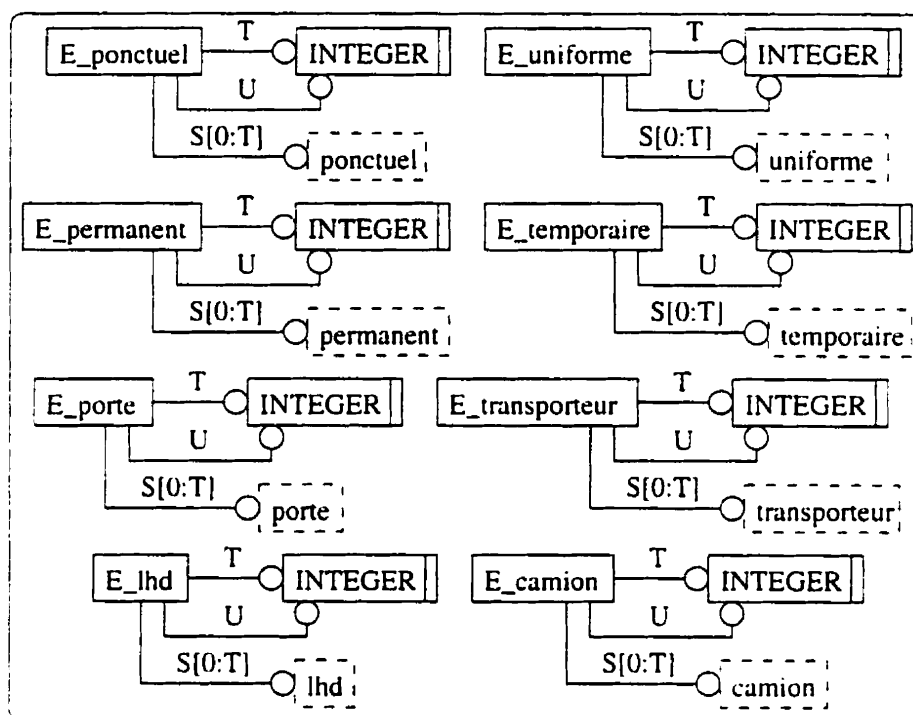 T T
E_ponctuel INTEGER E_uniforme INTEGER
U U
S[0:T] S[0:T]
ponctuel uniforme
T T
E_permanent INTEGER E_temporaire INTEGER
U U
S[0:T] S[0:T]
permanent temporaire
T T
E_porte INTEGER E_transporteur INTEGER
U U
S[0:T] S[0:T]
porte transporteur
T T
E_lhd INTEGER E_camion INTEGER
U U
S[0:T] S[0:T]
lhd camion